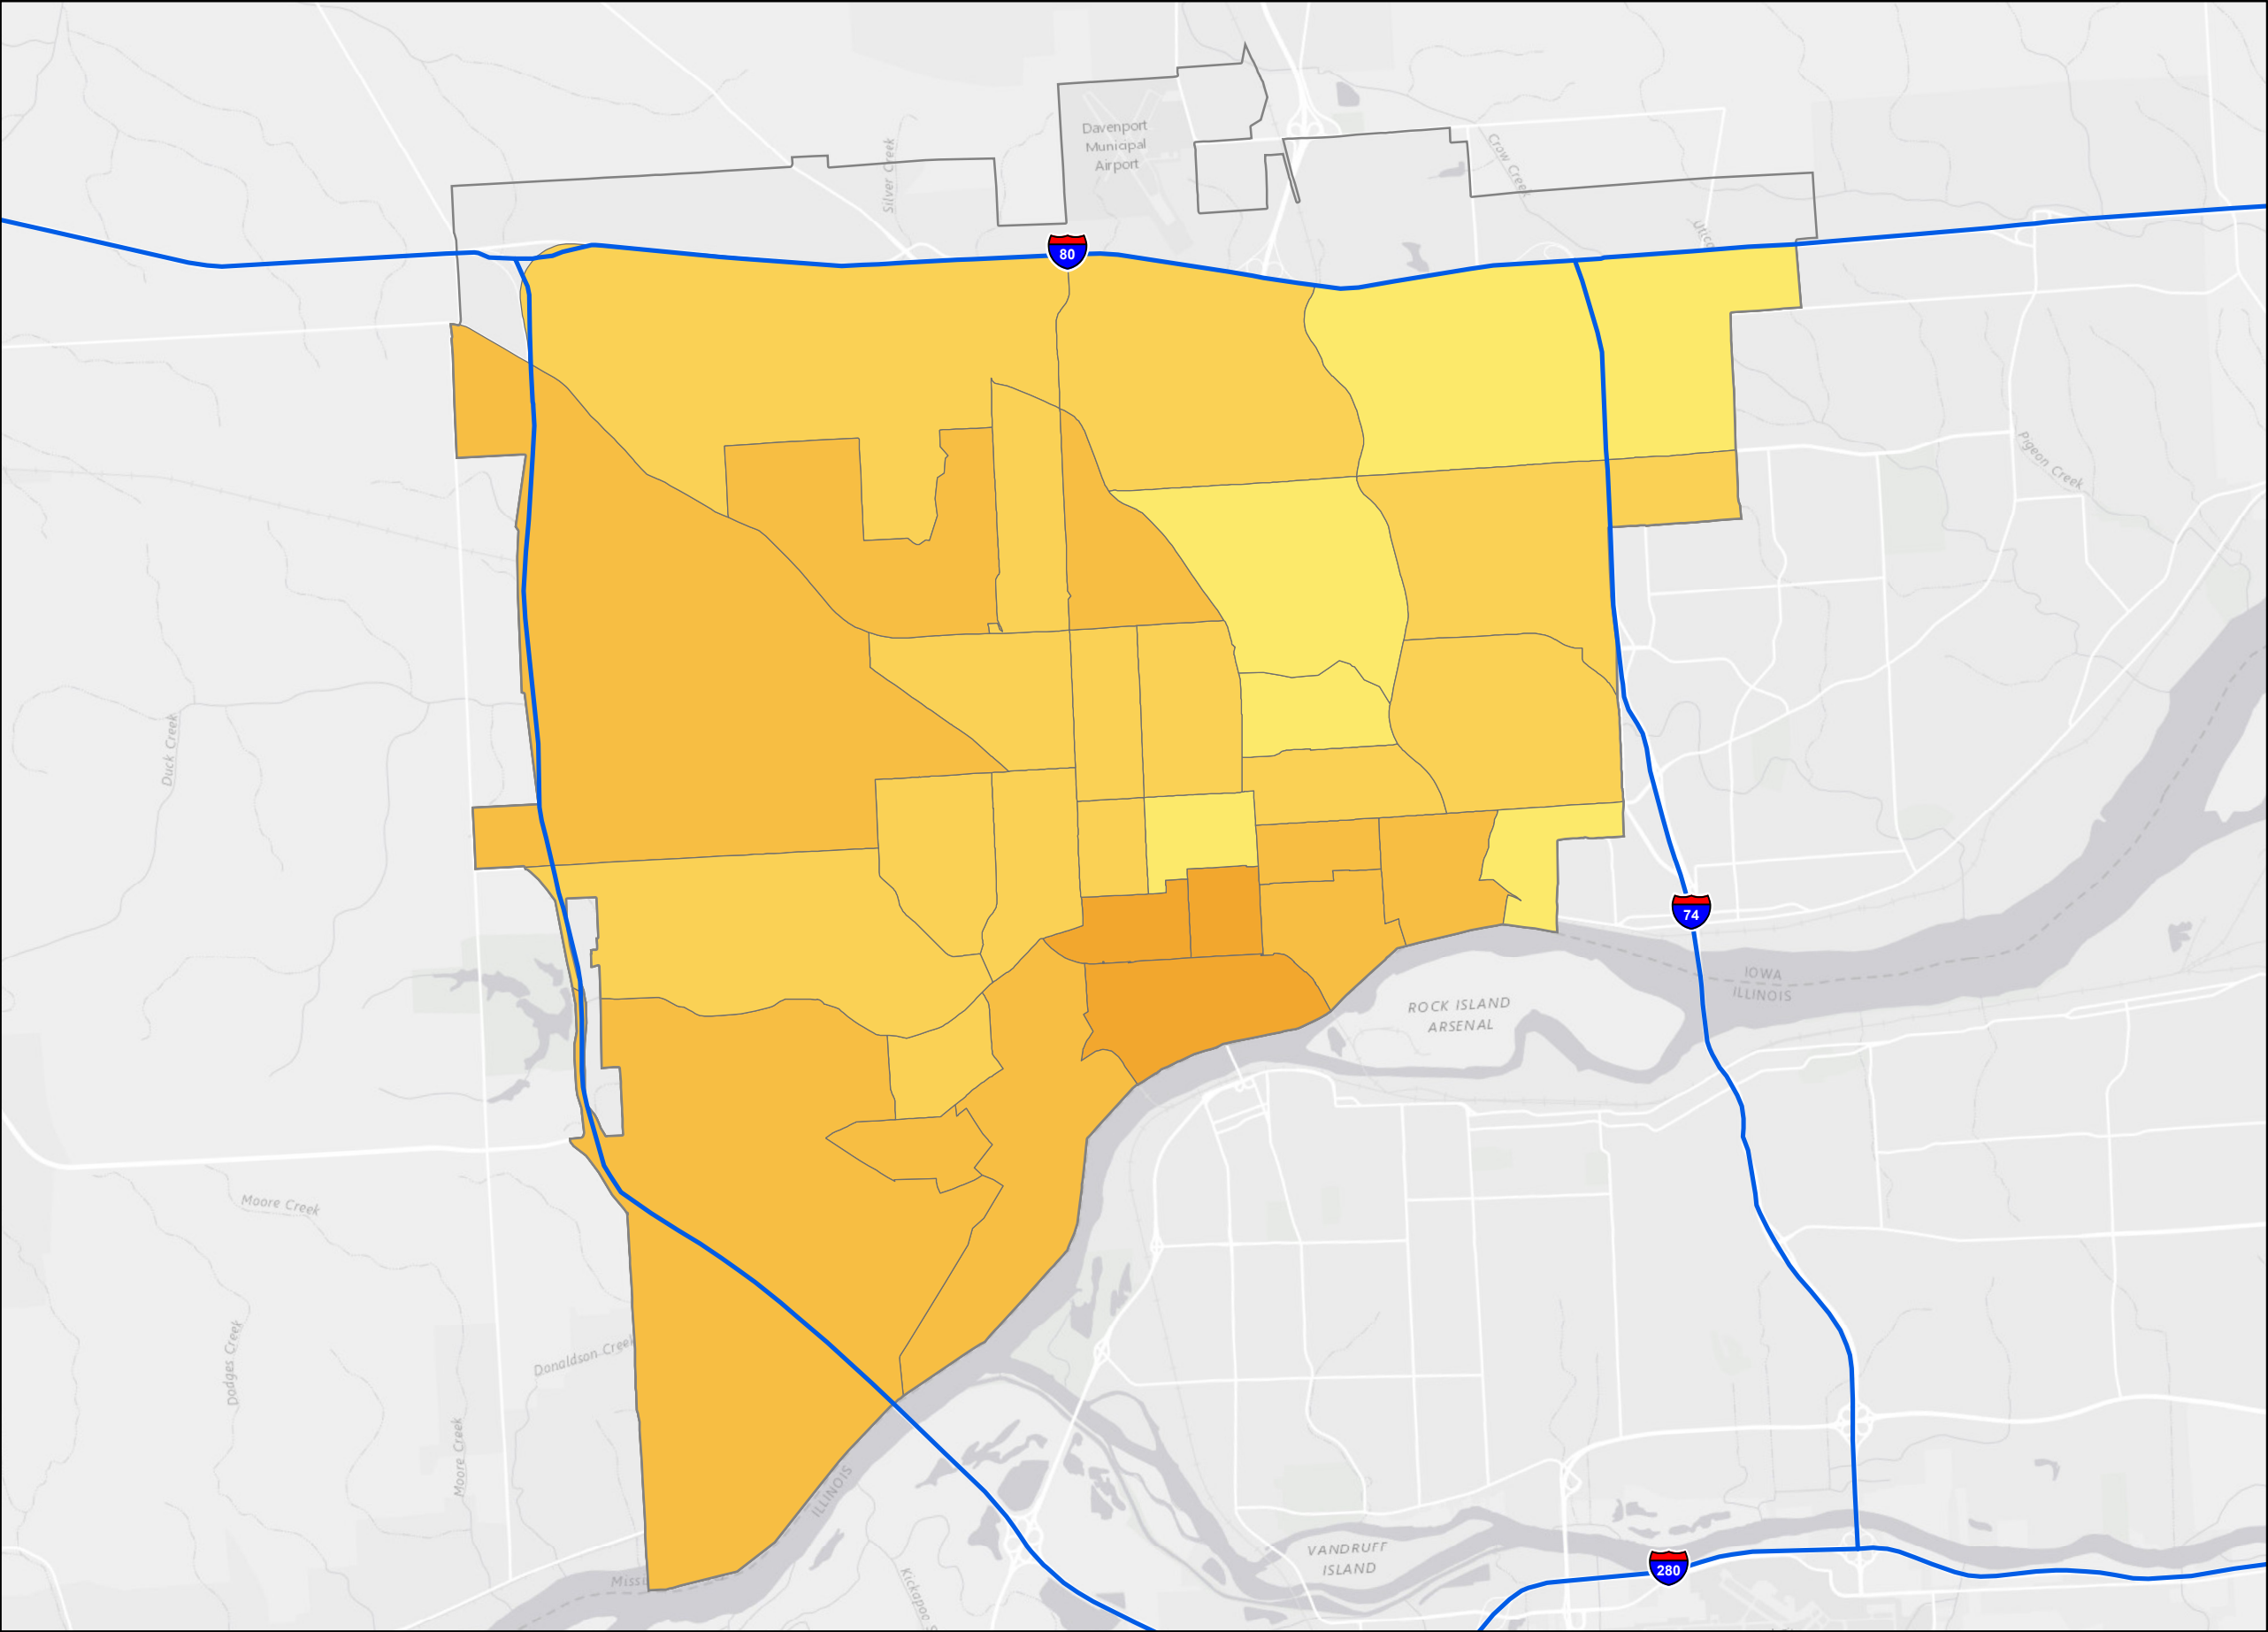 Davenport
Municipal
Airport
Silver Creek
Crow Creek
80
Pigeon Creek
Duck Creek
74
IOWA
ILLINOIS
ROCK ISLAND
ARSENAL
Moore Creek
Donaldson Creek
Dodges Creek
Moore Creek
ILLINOIS
VANDRUFF
ISLAND
280
Kickapoo